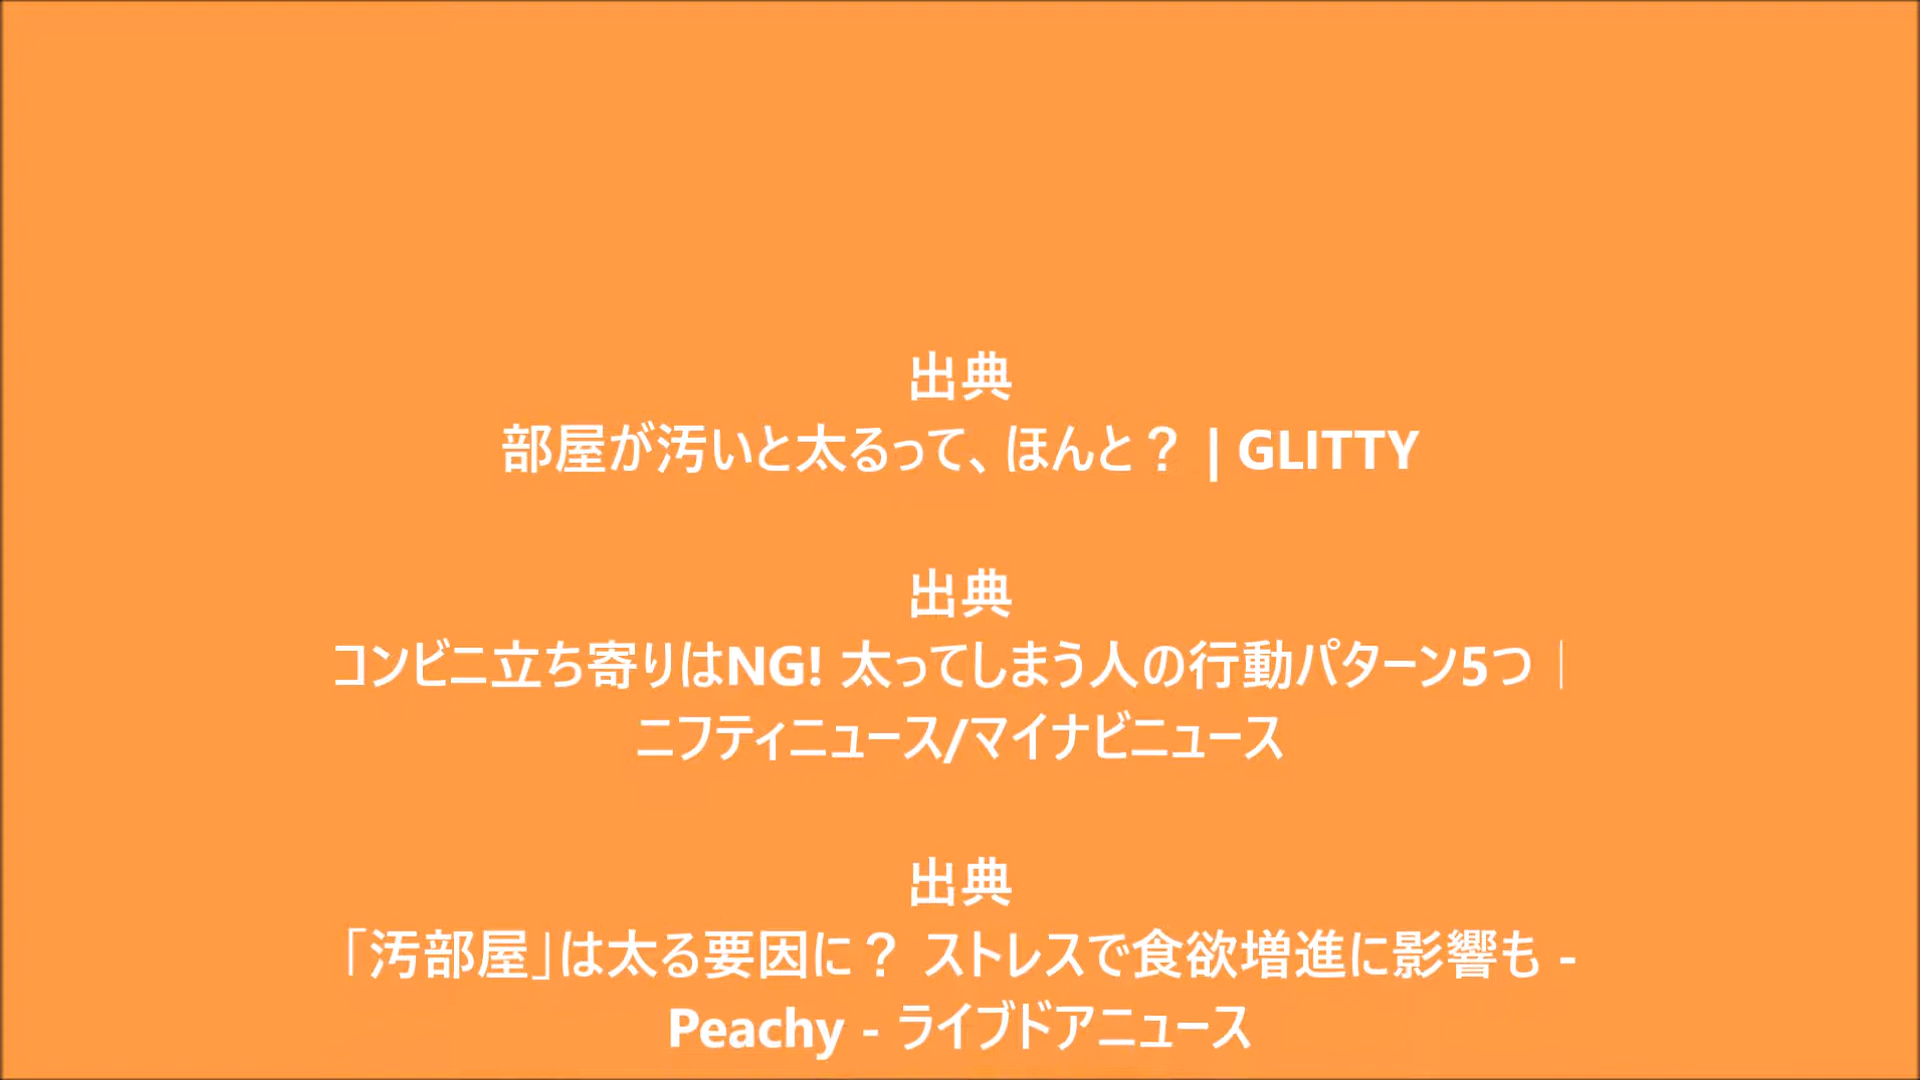 出典
部屋が汚いと太るって、ほんと？ | GLITTY
出典
コンビニ立ち寄りはNG! 太ってしまう人の行動パターン5つ｜
ニフティニュース/マイナビニュース
出典
「汚部屋」は太る要因に？ ストレスで食欲増進に影響も -
Peachy - ライブドアニュース